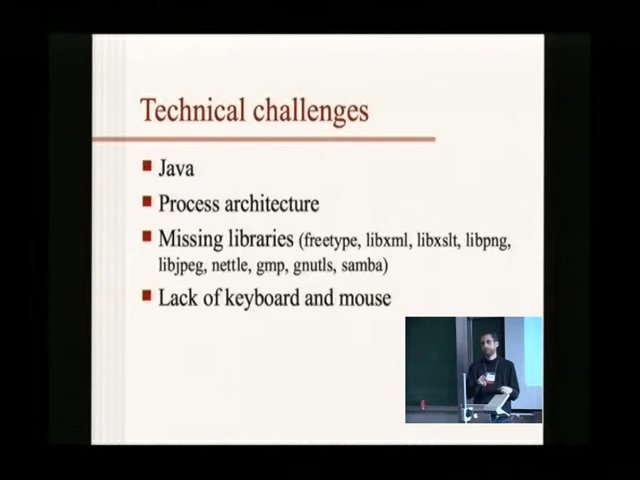 Technical challenges
Java
Process architecture
Missing libraries (freetype, libxml, libxslt, libpng,
libjpeg, nettle, gmp, gnutls, samba)
Lack of keyboard and mouse